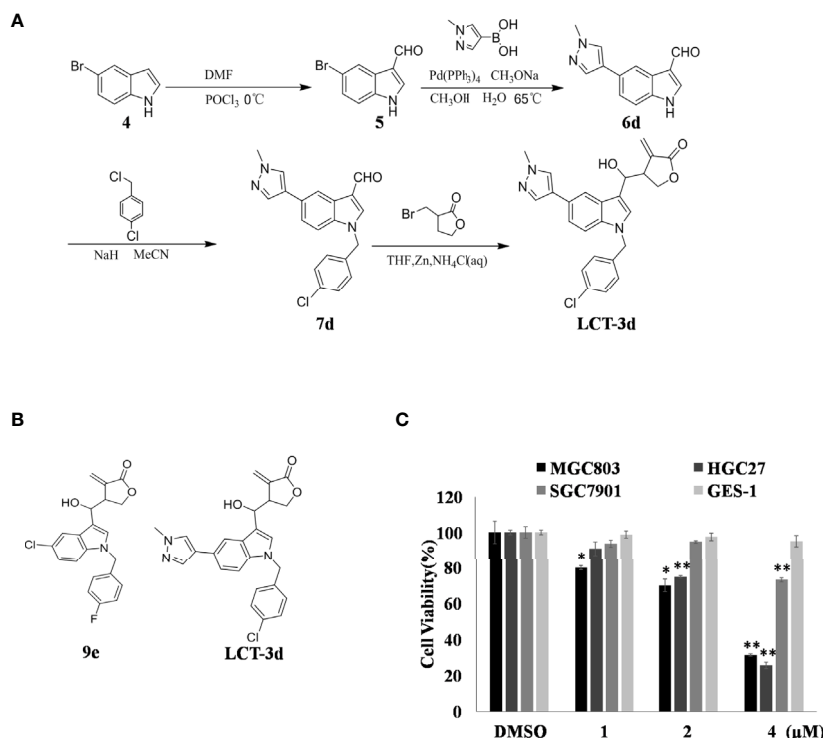 A
Br
N
H
4
DMF
POCl3 0℃
Br
CHO
N
H
5
N
N
B
OH
OH
Pd(PPh3)4 CH3ONa
CH3OH H2O 65℃
N
N
CHO
N
H
6d
Cl
Cl
NaH MeCN
N
N
CHO
N
Cl
7d
Br
O
O
THF,Zn,NH4Cl(aq)
HO
O
O
N
N
N
Cl
LCT-3d
B
HO
O
O
Cl
N
F
9e
HO
O
O
N
N
N
Cl
LCT-3d
C
MGC803 HGC27
SGC7901 GES-1
Cell Viability(%)
120
100
80
60
40
20
0
* * ** ** ** **
DMSO 1 2 4 (μM)